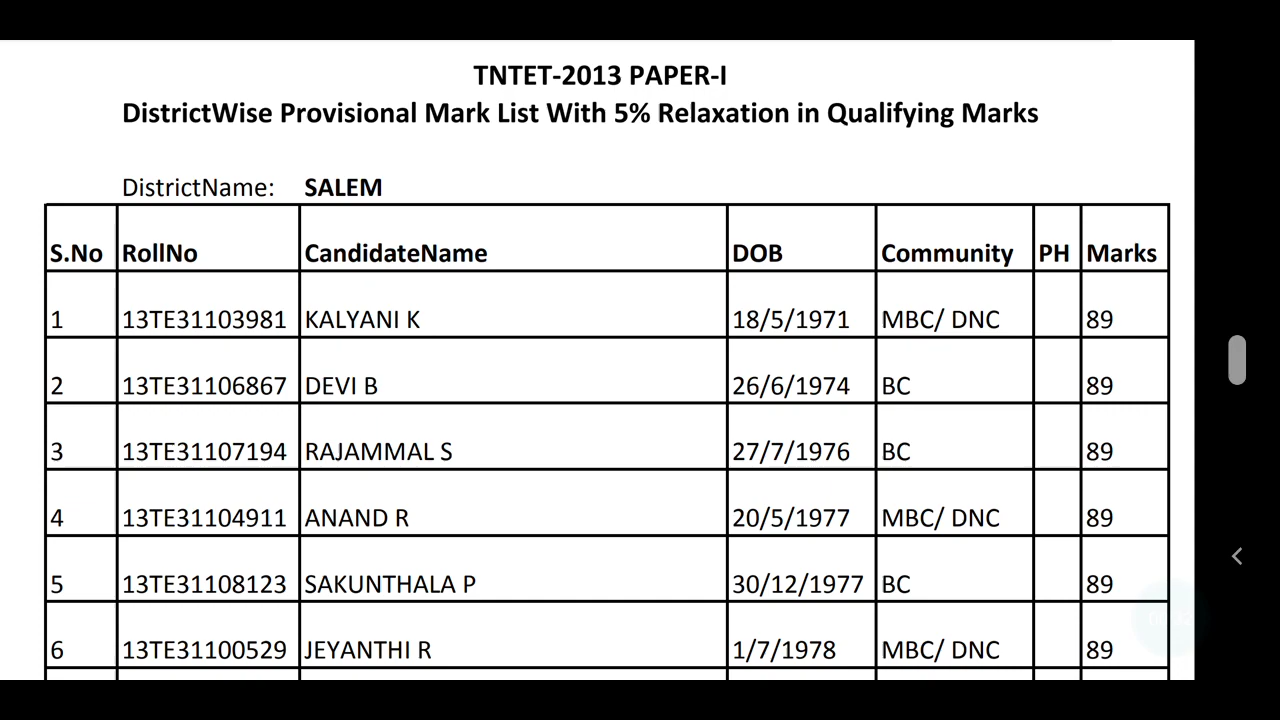 TNTET-2013 PAPER-I
DistrictWise Provisional Mark List With 5% Relaxation in Qualifying Marks
DistrictName: SALEM
S.No RollNo CandidateName DOB Community PH Marks
1 13TE31103981 KALYANI K 18/5/1971 MBC/ DNC 89
2 13TE31106867 DEVI B 26/6/1974 BC 89
3 13TE31107194 RAJAMMAL S 27/7/1976 BC 89
4 13TE31104911 ANAND R 20/5/1977 MBC/ DNC 89
5 13TE31108123 SAKUNTHALA P 30/12/1977 BC 89
6 13TE31100529 JEYANTHI R 1/7/1978 MBC/ DNC 89